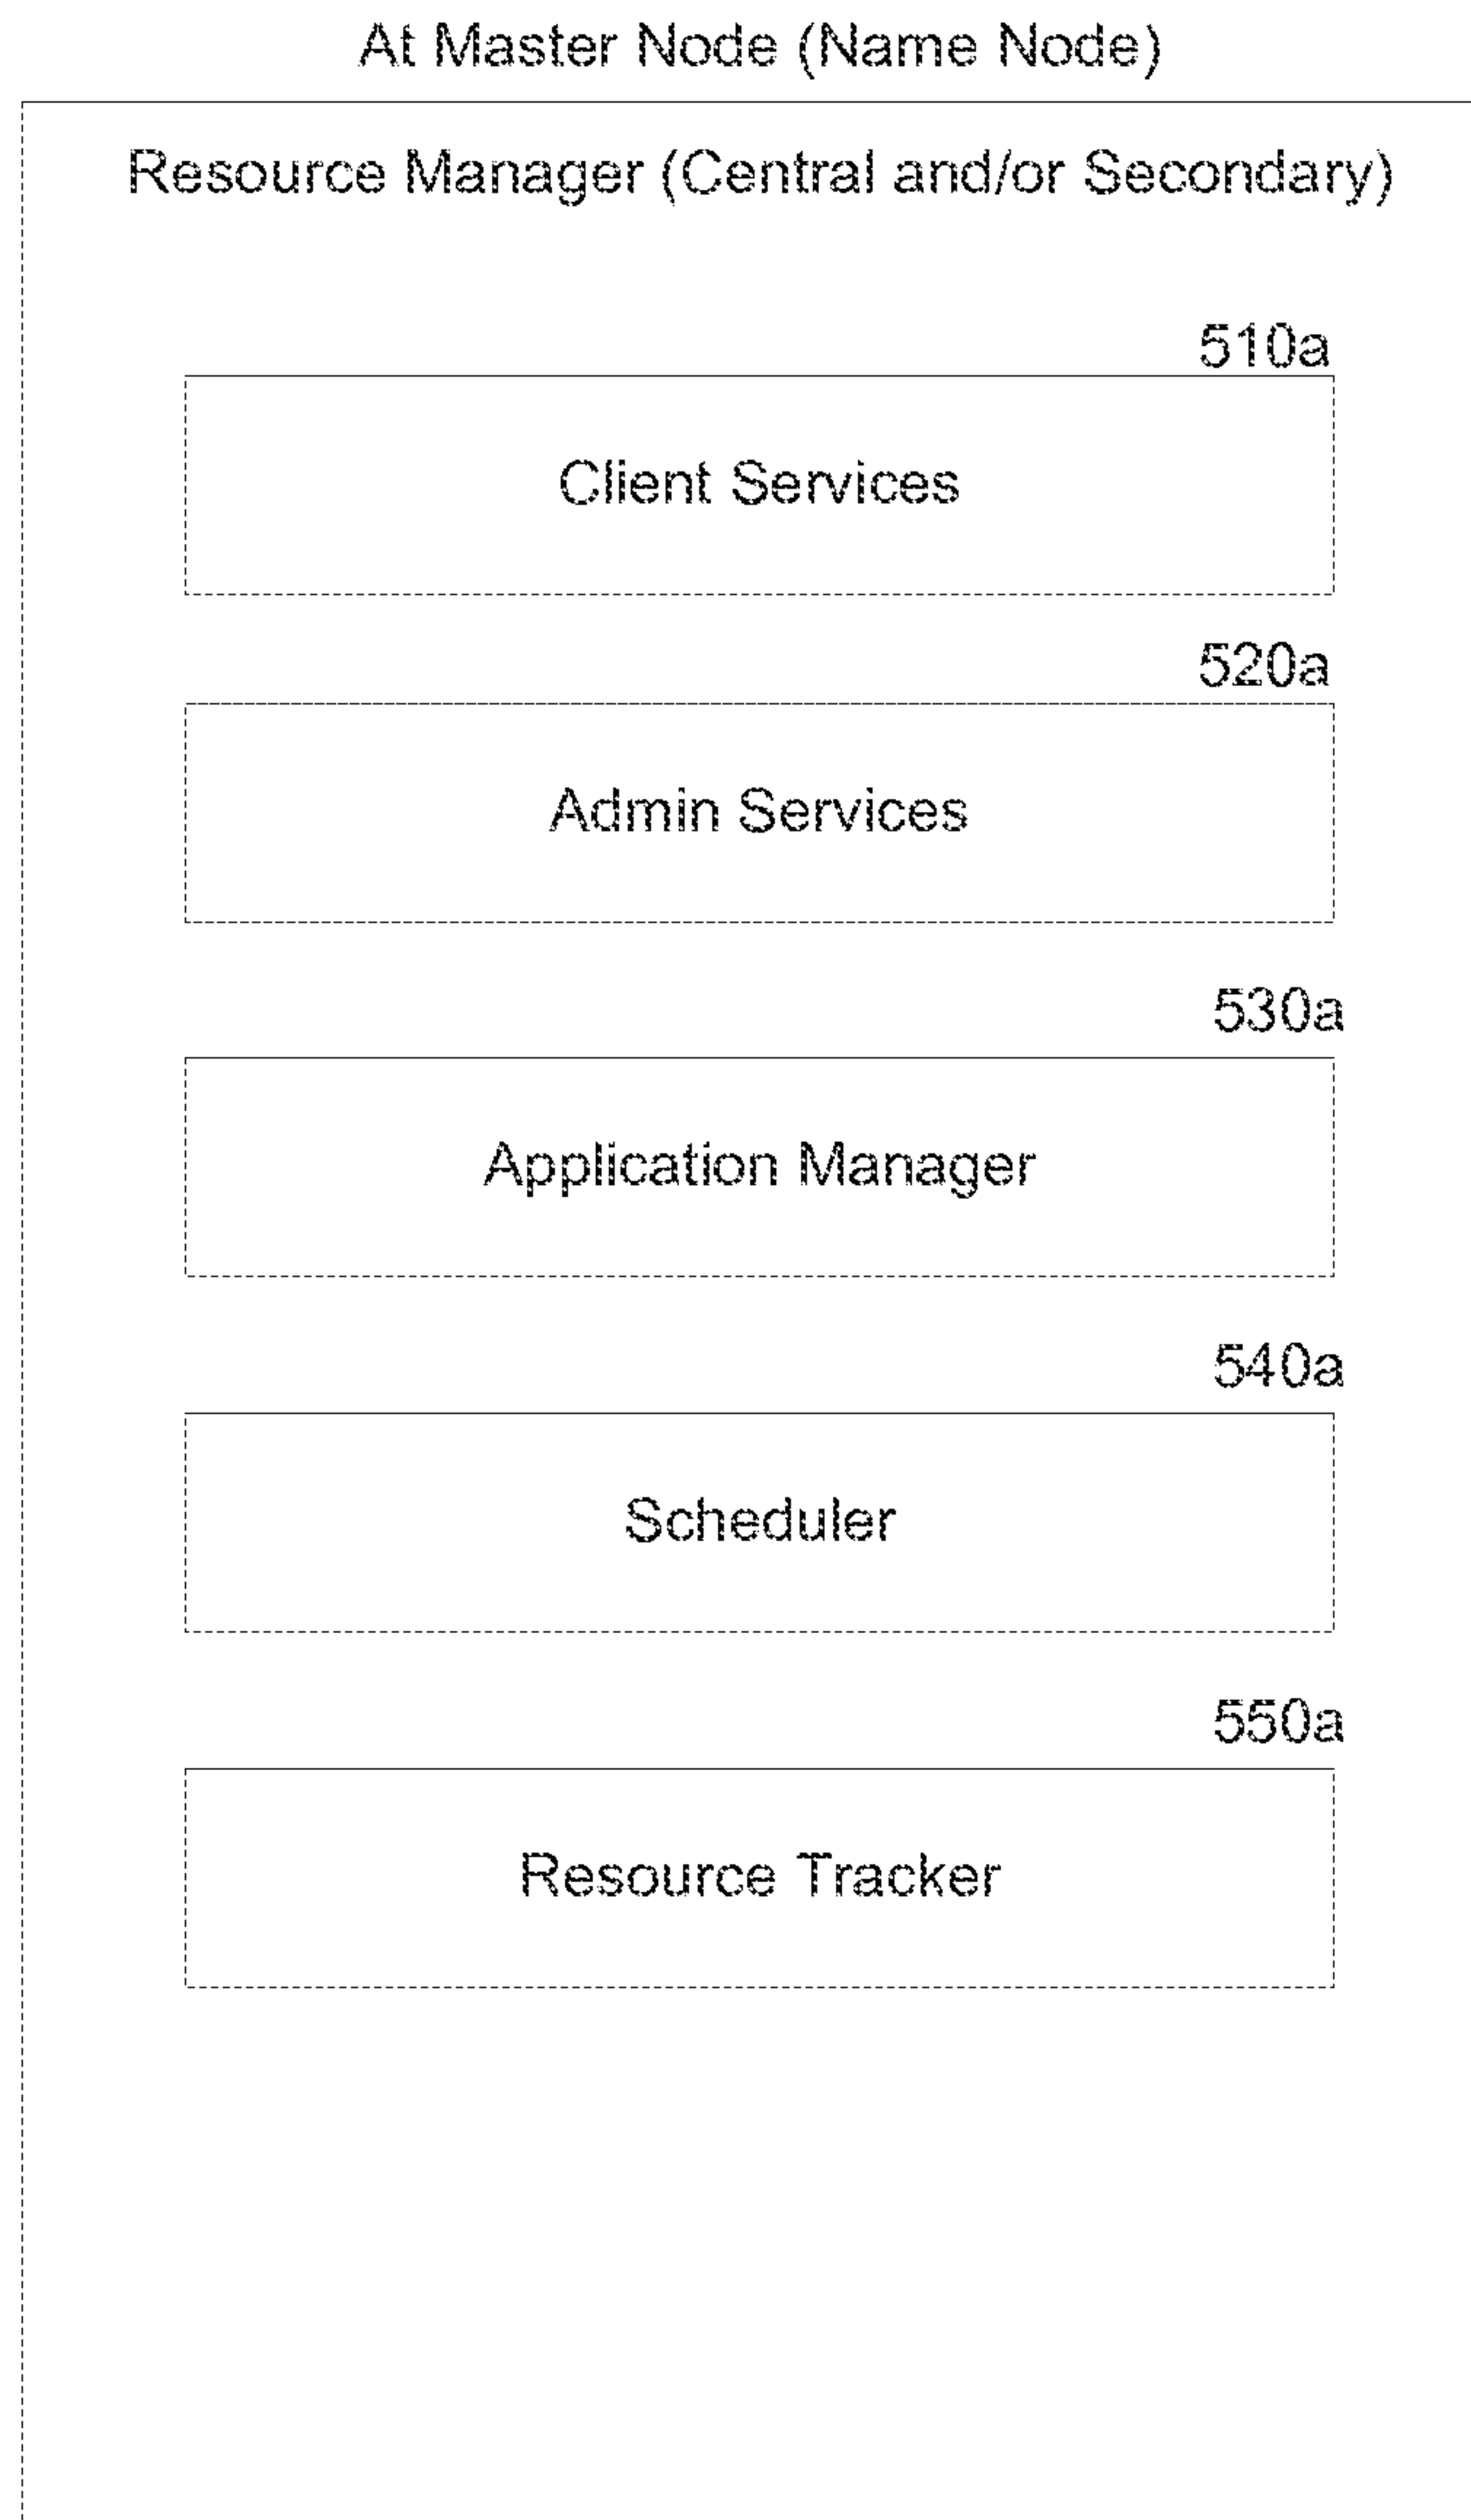 At Master Node (Name Node)
Resource Manager (Central and/or Secondary)
510a
Client Services
520a
Admin Services
530a
Application Manager
540a
Scheduler
550a
Resource Tracker